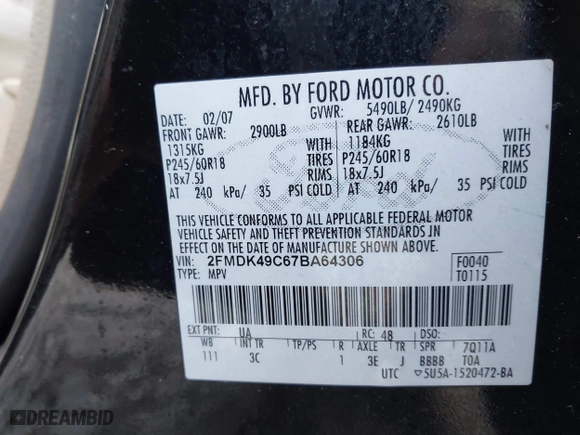 MFD. BY FORD MOTOR CO.
DATE: 02/07 GVWR: 5490LB/ 2490KG
FRONT GAWR: 2900LB REAR GAWR: 2610LB
1315KG WITH 1184KG WITH
P245/60R18 TIRES P245/60R18 TIRES
18x7.5J RIMS 18x7.5J RIMS
AT 240 kPa/ 35 PSI COLD AT 240 kPa/ 35 PSI COLD
THIS VEHICLE CONFORMS TO ALL APPLICABLE FEDERAL MOTOR
VEHICLE SAFETY AND THEFT PREVENTION STANDARDS IN
EFFECT ON THE DATE OF MANUFACTURE SHOWN ABOVE.
VIN: 2FMDK49C67BA64306 F0040
TYPE: MPV T0115
EXT PNT: UA RC: 48 DSO:
WB INT TR TP/PS R AXLE TR SPR 7Q11A
111 3C 1 3E J BBBB T0A
UTC 5U5A-1520472-BA
Ford
DREAMBID